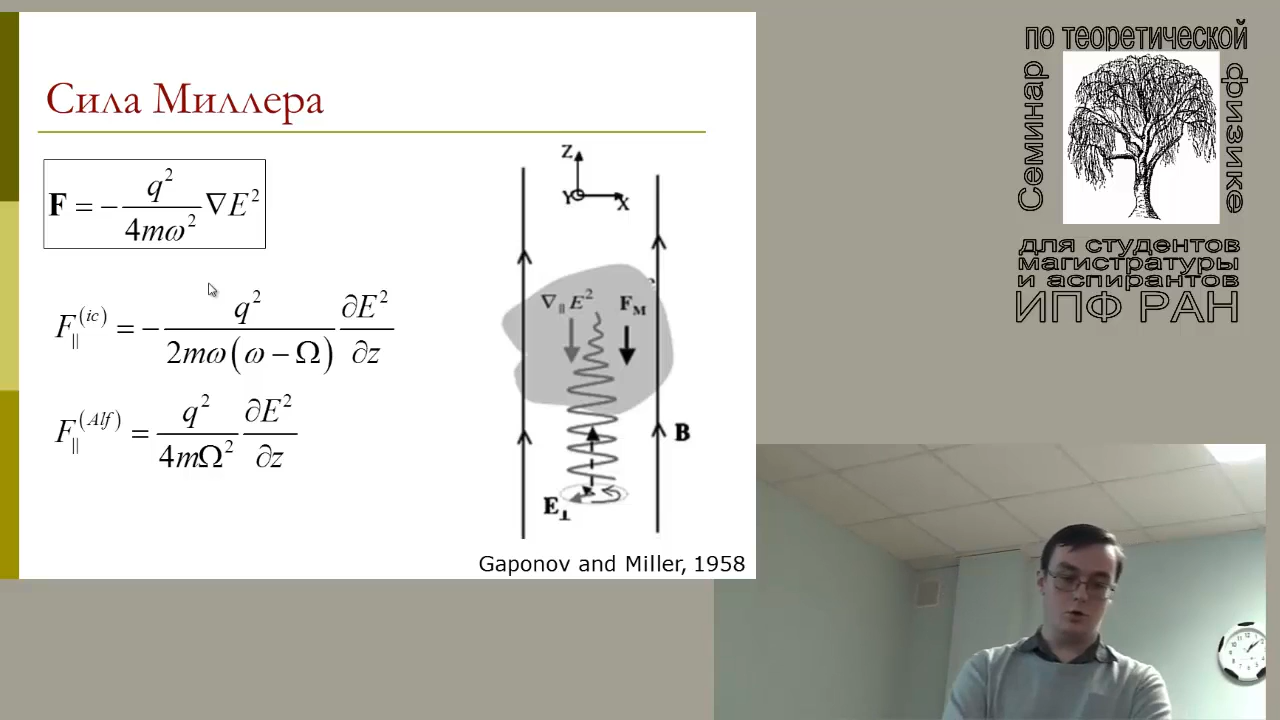 Сила Миллера
F = − q² / 4mω² ∇E²
F∥^(ic) = − q² / 2mω(ω − Ω) ∂E² / ∂z
F∥^(Alf) = q² / 4mΩ² ∂E² / ∂z
Z
Y
X
∇∥E²
F_M
B
E⊥
Gaponov and Miller, 1958
Семинар
по теоретической
физике
для студентов
магистратуры
и аспирантов
ИПФ РАН